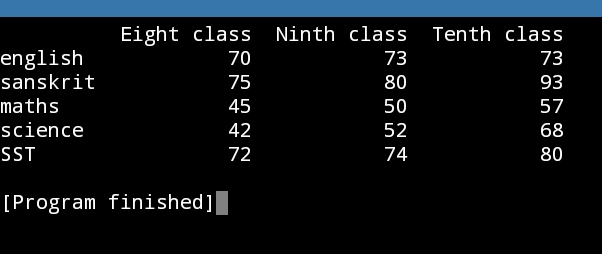 Eight class Ninth class Tenth class
english 70 73 73
sanskrit 75 80 93
maths 45 50 57
science 42 52 68
SST 72 74 80
[Program finished]